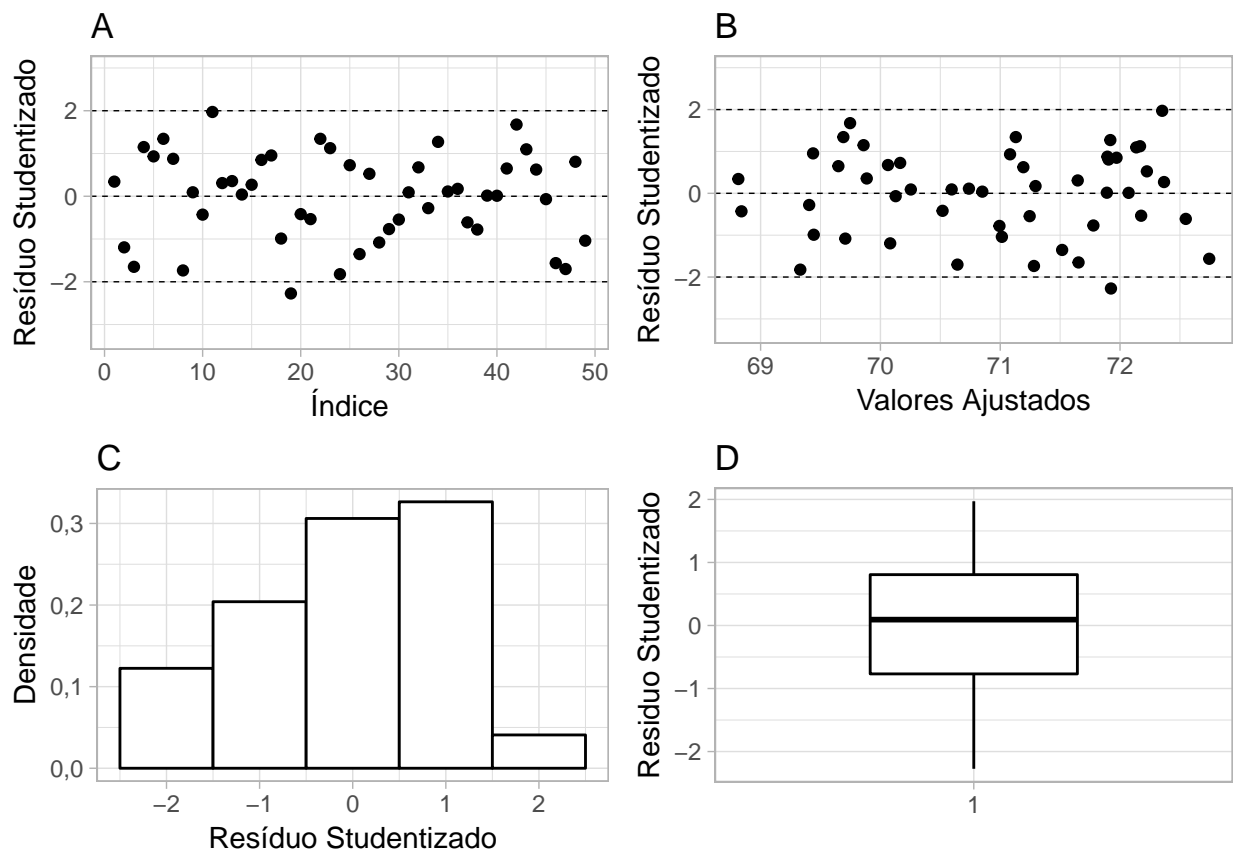 A
Resíduo Studentizado
2
0
−2
0 10 20 30 40 50
Índice
B
Resíduo Studentizado
2
0
−2
69 70 71 72
Valores Ajustados
C
Densidade
0,3
0,2
0,1
0,0
−2 −1 0 1 2
Resíduo Studentizado
D
Residuo Studentizado
2
1
0
−1
−2
1